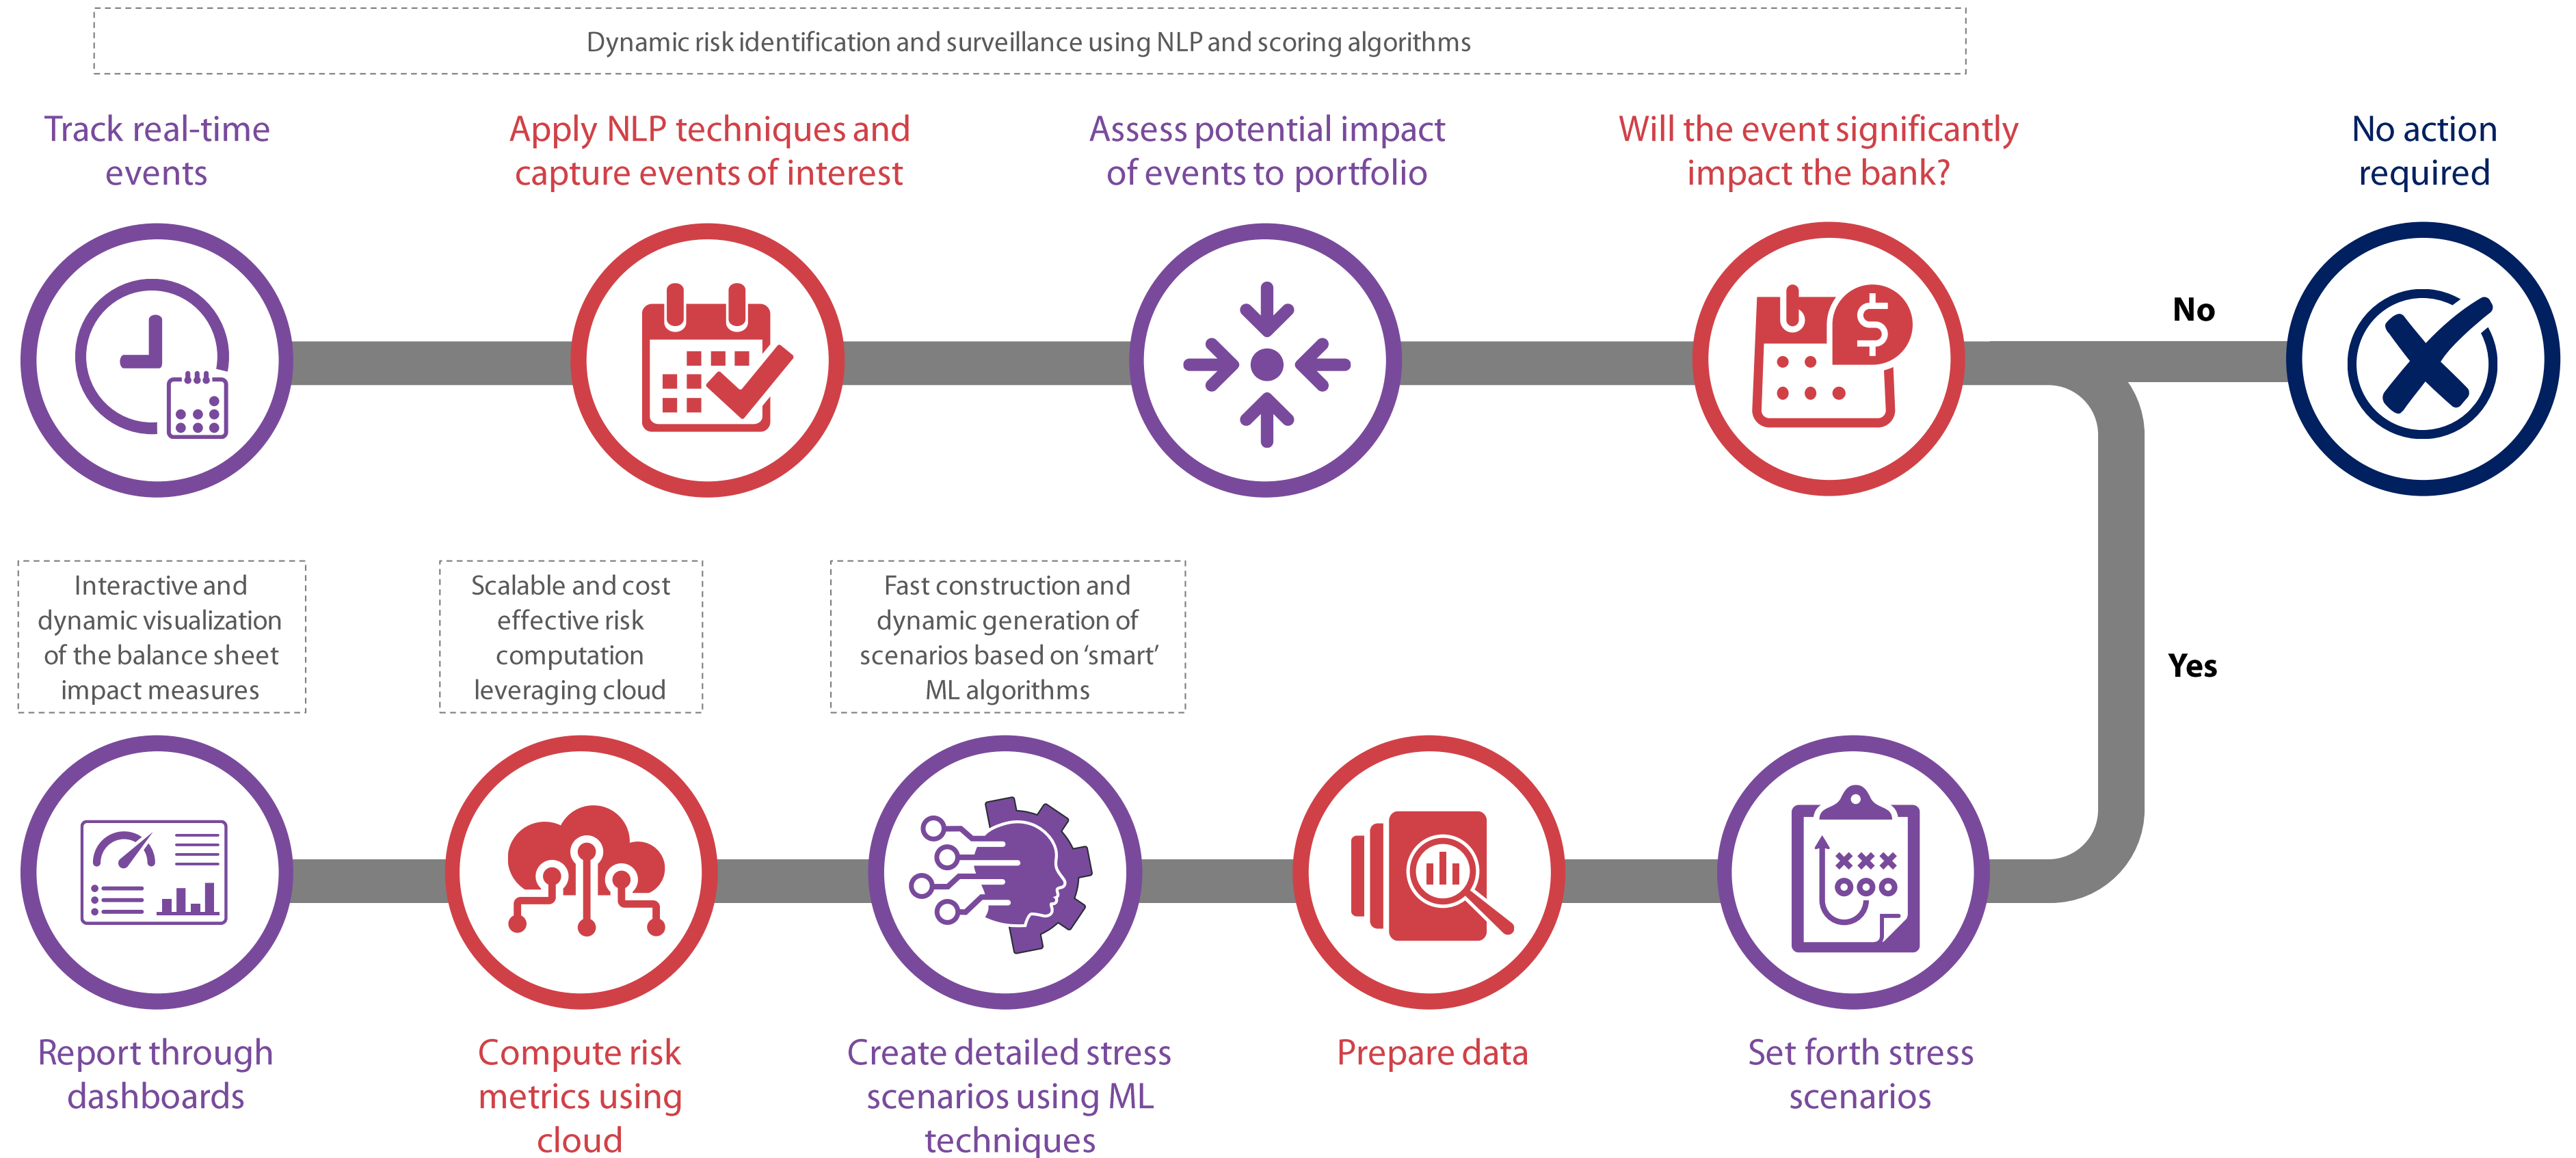 Dynamic risk identification and surveillance using NLP and scoring algorithms
Track real-time
events
Apply NLP techniques and
capture events of interest
Assess potential impact
of events to portfolio
Will the event significantly
impact the bank?
No action
required
$
No
Yes
Interactive and
dynamic visualization
of the balance sheet
impact measures
Scalable and cost
effective risk
computation
leveraging cloud
Fast construction and
dynamic generation of
scenarios based on ‘smart’
ML algorithms
Report through
dashboards
Compute risk
metrics using
cloud
Create detailed stress
scenarios using ML
techniques
Prepare data
Set forth stress
scenarios